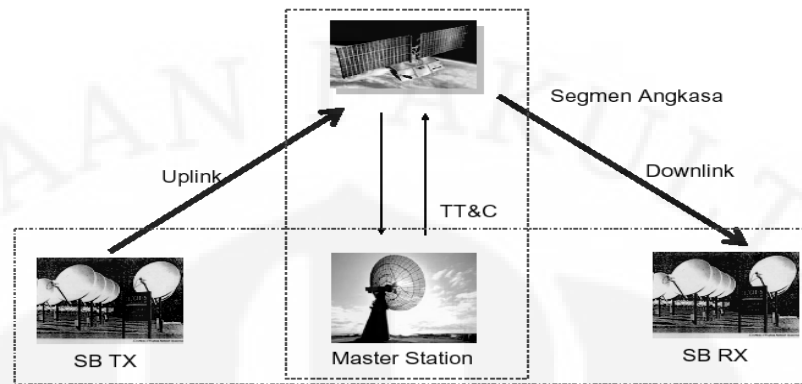 Segmen Angkasa
Uplink
Downlink
TT&C
SB TX
Master Station
SB RX